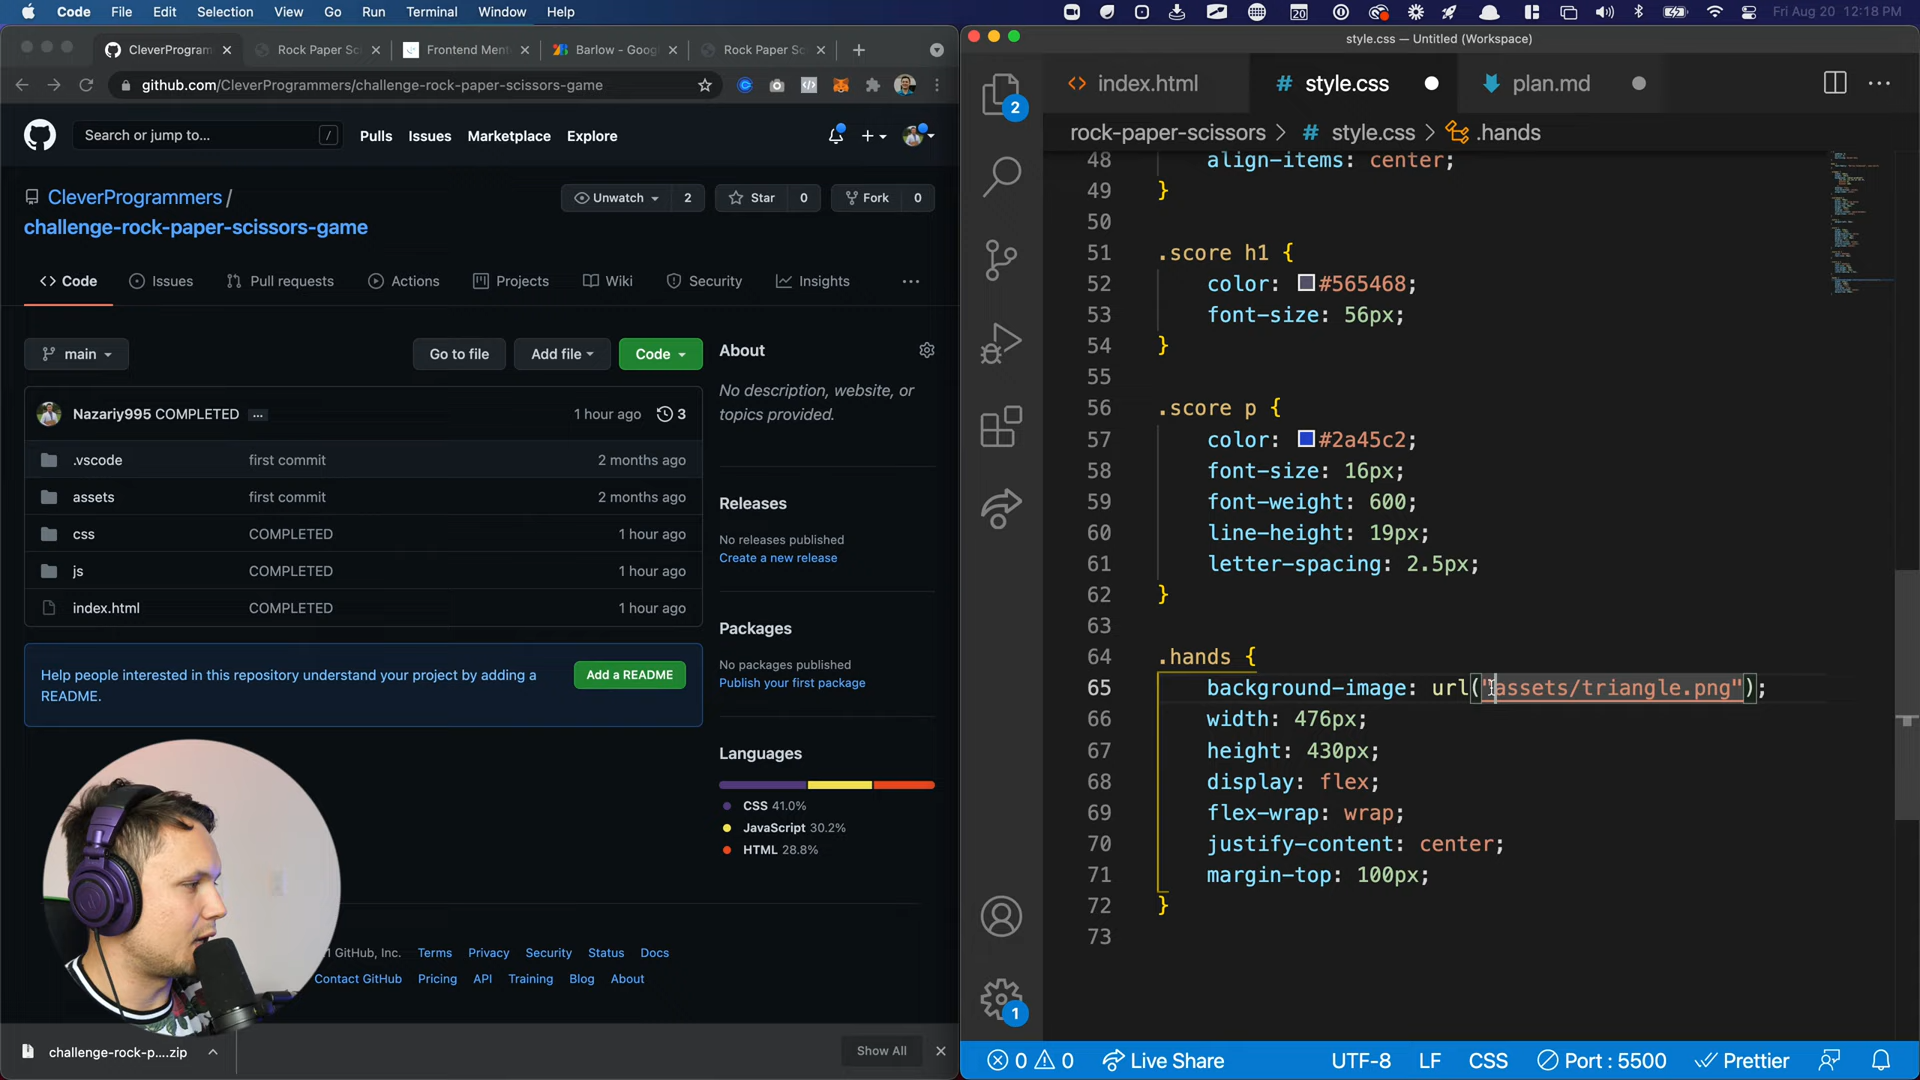 Code File Edit Selection View Go Run Terminal Window Help
20
Fri Aug 20 12:18 PM
CleverProgram
Rock Paper Sc
Frontend Ment
Barlow - Goog
Rock Paper Sc
github.com/CleverProgrammers/challenge-rock-paper-scissors-game
Search or jump to... /
Pulls Issues Marketplace Explore
CleverProgrammers /
challenge-rock-paper-scissors-game
Unwatch 2
Star 0
Fork 0
Code Issues Pull requests Actions Projects Wiki Security Insights ...
main
Go to file
Add file
Code
Nazariy995 COMPLETED ... 1 hour ago 3
.vscode first commit 2 months ago
assets first commit 2 months ago
css COMPLETED 1 hour ago
js COMPLETED 1 hour ago
index.html COMPLETED 1 hour ago
Help people interested in this repository understand your project by adding a
README.
Add a README
About
No description, website, or
topics provided.
Releases
No releases published
Create a new release
Packages
No packages published
Publish your first package
Languages
CSS 41.0%
JavaScript 30.2%
HTML 28.8%
1 GitHub, Inc. Terms Privacy Security Status Docs
Contact GitHub Pricing API Training Blog About
challenge-rock-p....zip
Show All
style.css — Untitled (Workspace)
index.html
# style.css
plan.md
rock-paper-scissors > # style.css > .hands
2
1
48 align-items: center;
49 }
50
51 .score h1 {
52 color: #565468;
53 font-size: 56px;
54 }
55
56 .score p {
57 color: #2a45c2;
58 font-size: 16px;
59 font-weight: 600;
60 line-height: 19px;
61 letter-spacing: 2.5px;
62 }
63
64 .hands {
65 background-image: url("assets/triangle.png");
66 width: 476px;
67 height: 430px;
68 display: flex;
69 flex-wrap: wrap;
70 justify-content: center;
71 margin-top: 100px;
72 }
73
0 0 Live Share UTF-8 LF CSS Port : 5500 Prettier